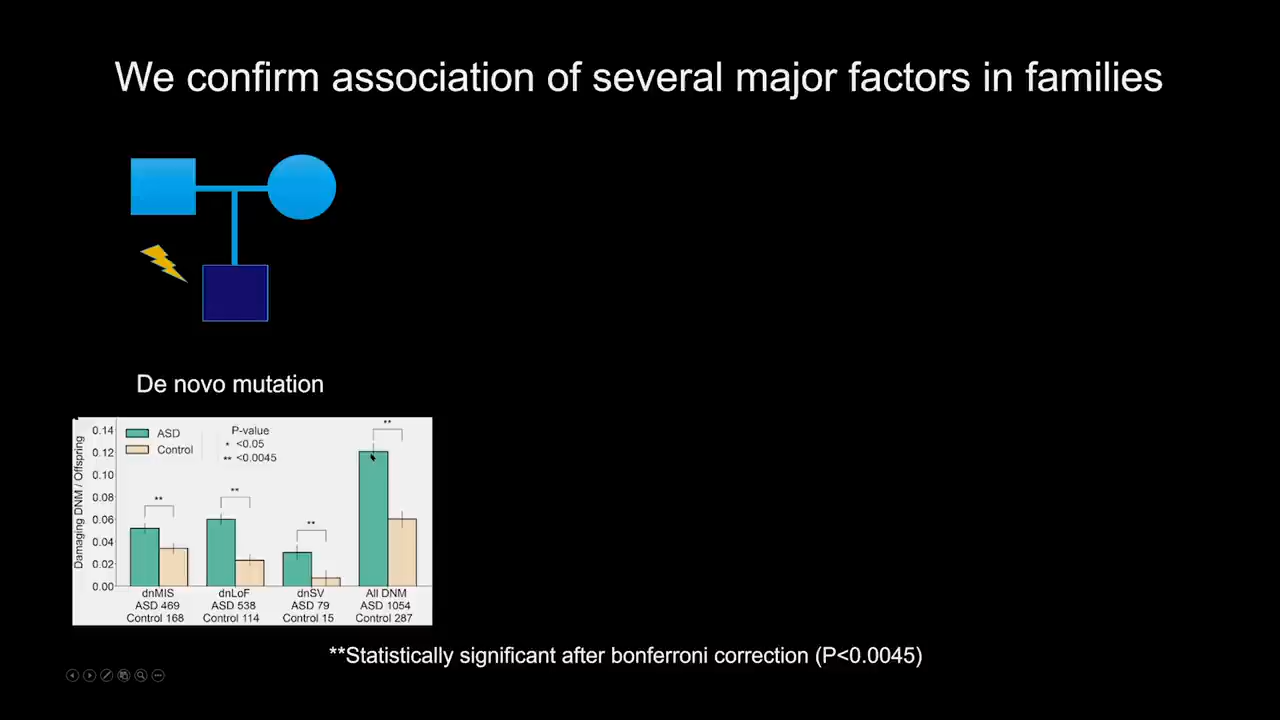 We confirm association of several major factors in families
De novo mutation
Damaging DNM / Offspring
0.14
0.12
0.10
0.08
0.06
0.04
0.02
0.00
ASD
Control
P-value
* <0.05
** <0.0045
**
**
**
**
dnMIS
ASD 469
Control 168
dnLoF
ASD 538
Control 114
dnSV
ASD 79
Control 15
All DNM
ASD 1054
Control 287
**Statistically significant after bonferroni correction (P<0.0045)